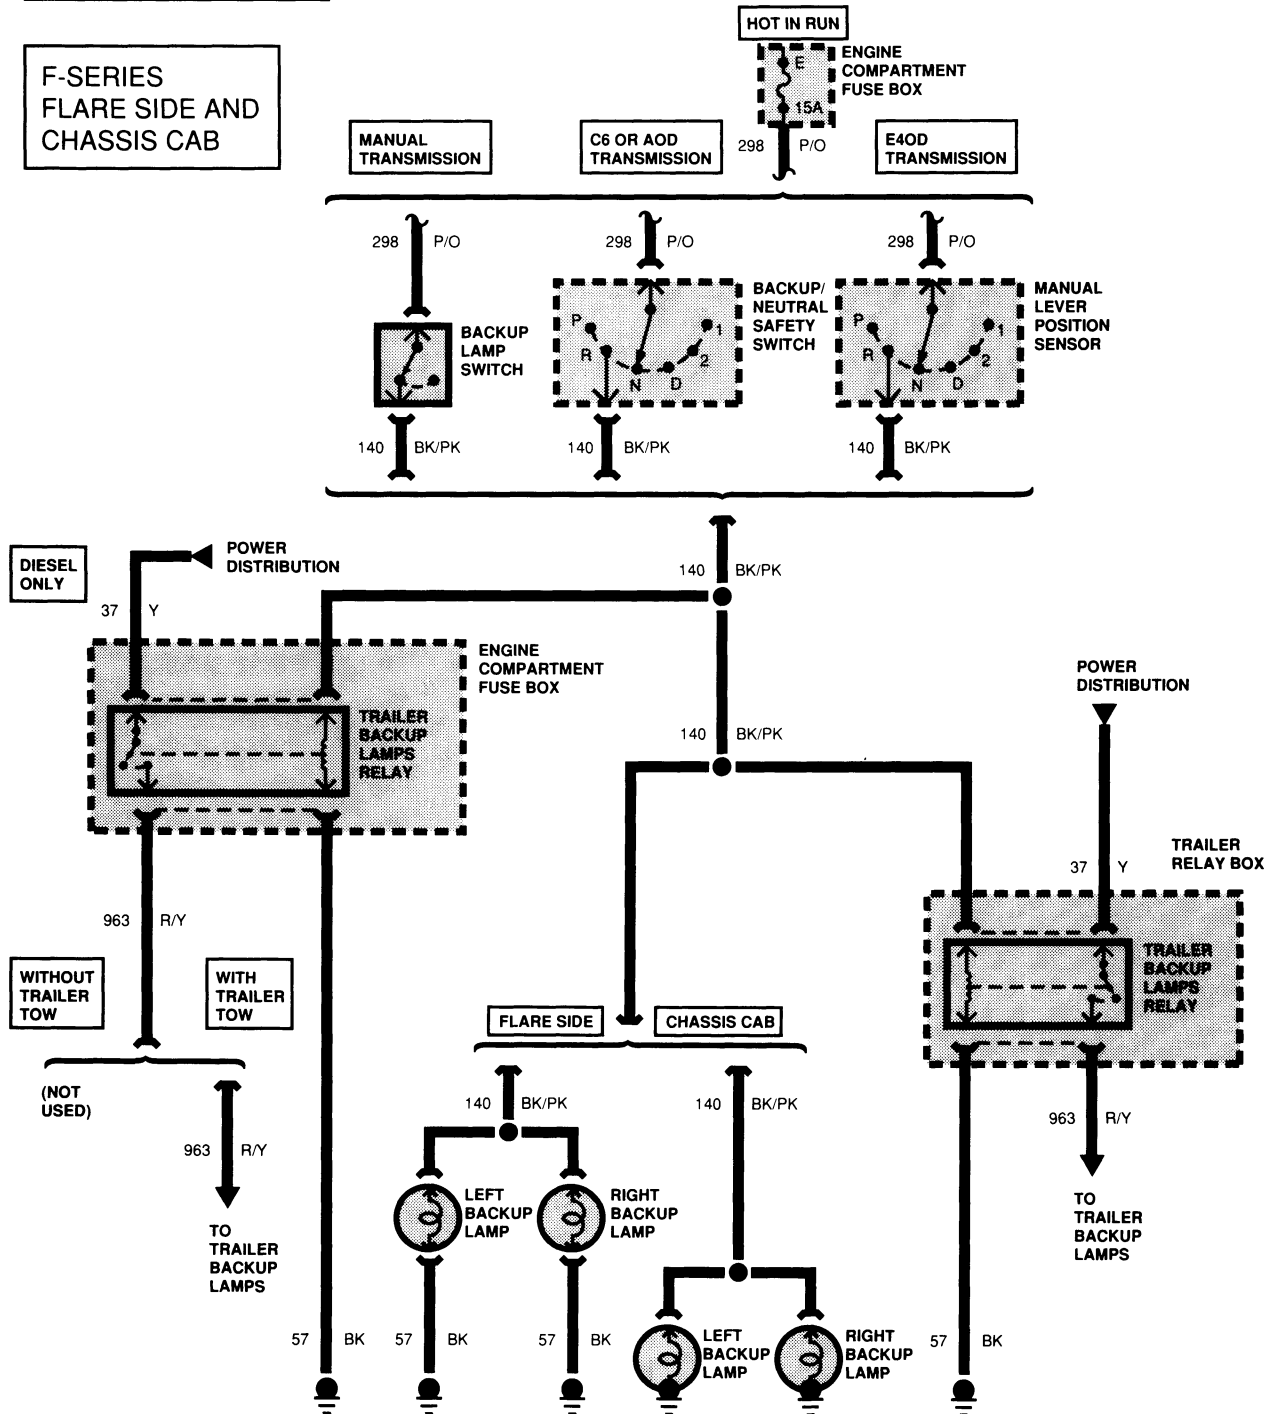 HOT IN RUN
F-SERIES
FLARE SIDE AND
CHASSIS CAB
E
15A
ENGINE
COMPARTMENT
FUSE BOX
298 P/O
MANUAL
TRANSMISSION
C6 OR AOD
TRANSMISSION
E4OD
TRANSMISSION
298 P/O
298 P/O
298 P/O
BACKUP
LAMP
SWITCH
P
R
N
D
2
1
BACKUP/
NEUTRAL
SAFETY
SWITCH
P
R
N
D
2
1
MANUAL
LEVER
POSITION
SENSOR
140 BK/PK
140 BK/PK
140 BK/PK
DIESEL
ONLY
POWER
DISTRIBUTION
140 BK/PK
37 Y
ENGINE
COMPARTMENT
FUSE BOX
TRAILER
BACKUP
LAMPS
RELAY
140 BK/PK
POWER
DISTRIBUTION
37 Y
TRAILER
RELAY BOX
TRAILER
BACKUP
LAMPS
RELAY
963 R/Y
WITHOUT
TRAILER
TOW
WITH
TRAILER
TOW
(NOT
USED)
963 R/Y
TO
TRAILER
BACKUP
LAMPS
FLARE SIDE
CHASSIS CAB
140 BK/PK
140 BK/PK
963 R/Y
TO
TRAILER
BACKUP
LAMPS
LEFT
BACKUP
LAMP
RIGHT
BACKUP
LAMP
57 BK
57 BK
57 BK
LEFT
BACKUP
LAMP
RIGHT
BACKUP
LAMP
57 BK